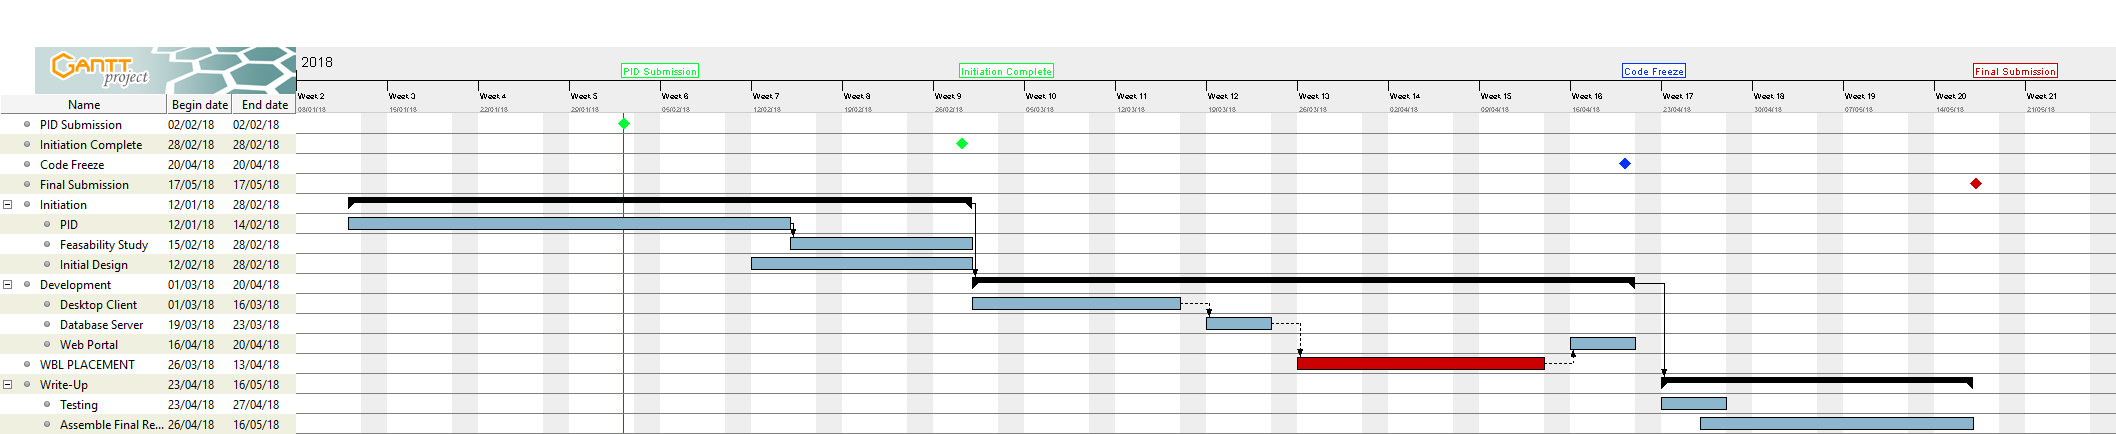 2018
GANTT
project
PID Submission
Initiation Complete
Code Freeze
Final Submission
Name Begin date End date
Week 2 Week 3 Week 4 Week 5 Week 6 Week 7 Week 8 Week 9 Week 10 Week 11 Week 12 Week 13 Week 14 Week 15 Week 16 Week 17 Week 18 Week 19 Week 20 Week 21
08/01/18 15/01/18 22/01/18 29/01/18 05/02/18 12/02/18 19/02/18 26/02/18 05/03/18 12/03/18 19/03/18 26/03/18 02/04/18 09/04/18 16/04/18 23/04/18 30/04/18 07/05/18 14/05/18 21/05/18
PID Submission 02/02/18 02/02/18
Initiation Complete 28/02/18 28/02/18
Code Freeze 20/04/18 20/04/18
Final Submission 17/05/18 17/05/18
Initiation 12/01/18 28/02/18
PID 12/01/18 14/02/18
Feasability Study 15/02/18 28/02/18
Initial Design 12/02/18 28/02/18
Development 01/03/18 20/04/18
Desktop Client 01/03/18 16/03/18
Database Server 19/03/18 23/03/18
Web Portal 16/04/18 20/04/18
WBL PLACEMENT 26/03/18 13/04/18
Write-Up 23/04/18 16/05/18
Testing 23/04/18 27/04/18
Assemble Final Re... 26/04/18 16/05/18